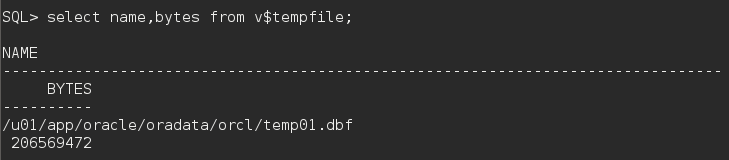 SQL> select name,bytes from v$tempfile;
NAME
--------------------------------------------------------------------------------
BYTES
----------
/u01/app/oracle/oradata/orcl/temp01.dbf
206569472